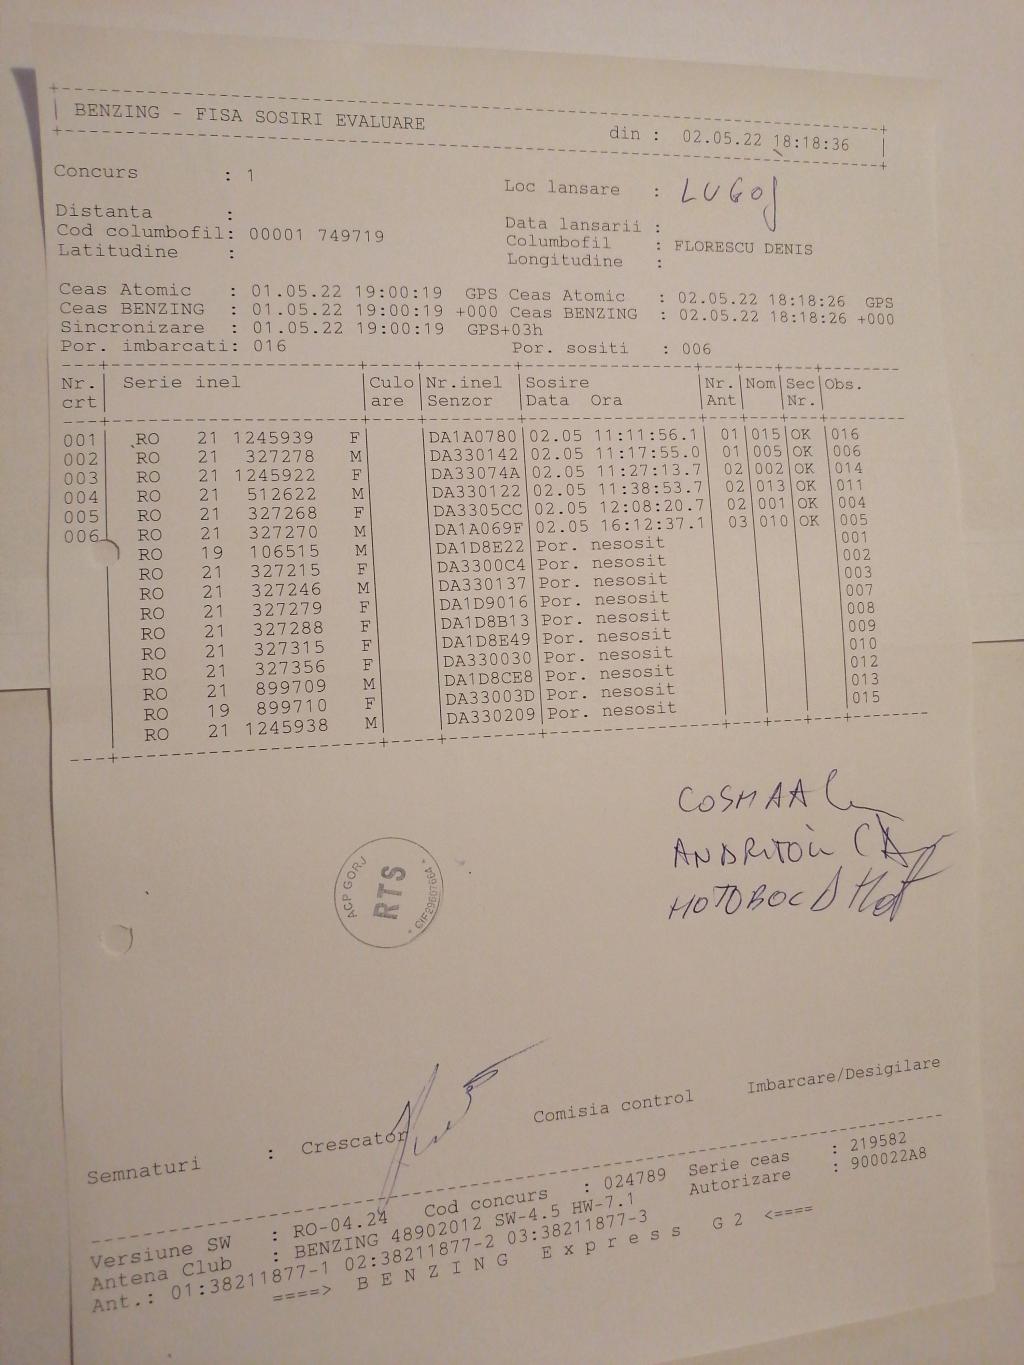 BENZING - FISA SOSIRI EVALUARE din : 02.05.22 18:18:36
Concurs : 1 Loc lansare : LUGOJ
Distanta : Data lansarii :
Cod columbofil: 00001 749719 Columbofil : FLORESCU DENIS
Latitudine : Longitudine :
Ceas Atomic : 01.05.22 19:00:19 GPS Ceas Atomic : 02.05.22 18:18:26 GPS
Ceas BENZING : 01.05.22 19:00:19 +000 Ceas BENZING : 02.05.22 18:18:26 +000
Sincronizare : 01.05.22 19:00:19 GPS+03h
Por. imbarcati: 016 Por. sositi : 006
Nr. Serie inel Culo Nr.inel Sosire Nr. Nom Sec Obs.
crt are Senzor Data Ora Ant Nr.
001 RO 21 1245939 F DA1A0780 02.05 11:11:56.1 01 015 OK 016
002 RO 21 327278 M DA330142 02.05 11:17:55.0 01 005 OK 006
003 RO 21 1245922 F DA33074A 02.05 11:27:13.7 02 002 OK 014
004 RO 21 512622 M DA330122 02.05 11:38:53.7 02 013 OK 011
005 RO 21 327268 F DA3305CC 02.05 12:08:20.7 02 001 OK 004
006 RO 21 327270 M DA1A069F 02.05 16:12:37.1 03 010 OK 005
RO 19 106515 M DA1D8E22 Por. nesosit 001
RO 21 327215 F DA3300C4 Por. nesosit 002
RO 21 327246 M DA330137 Por. nesosit 003
RO 21 327279 F DA1D9016 Por. nesosit 007
RO 21 327288 F DA1D8B13 Por. nesosit 008
RO 21 327315 F DA1D8E49 Por. nesosit 009
RO 21 327356 F DA330030 Por. nesosit 010
RO 21 899709 M DA1D8CE8 Por. nesosit 012
RO 19 899710 F DA33003D Por. nesosit 013
RO 21 1245938 M DA330209 Por. nesosit 015
COSMA A
ANDRITOIU
MOTOBOC
ACP GORJ
RTS
Semnaturi : Crescator Comisia control Imbarcare/Desigilare
Versiune SW : RO-04.24 Cod concurs : 024789 Serie ceas : 219582
Antena Club : BENZING 48902012 SW-4.5 HW-7.1 Autorizare : 900022A8
Ant.: 01:38211877-1 02:38211877-2 03:38211877-3
====> BENZING Express G2 <====